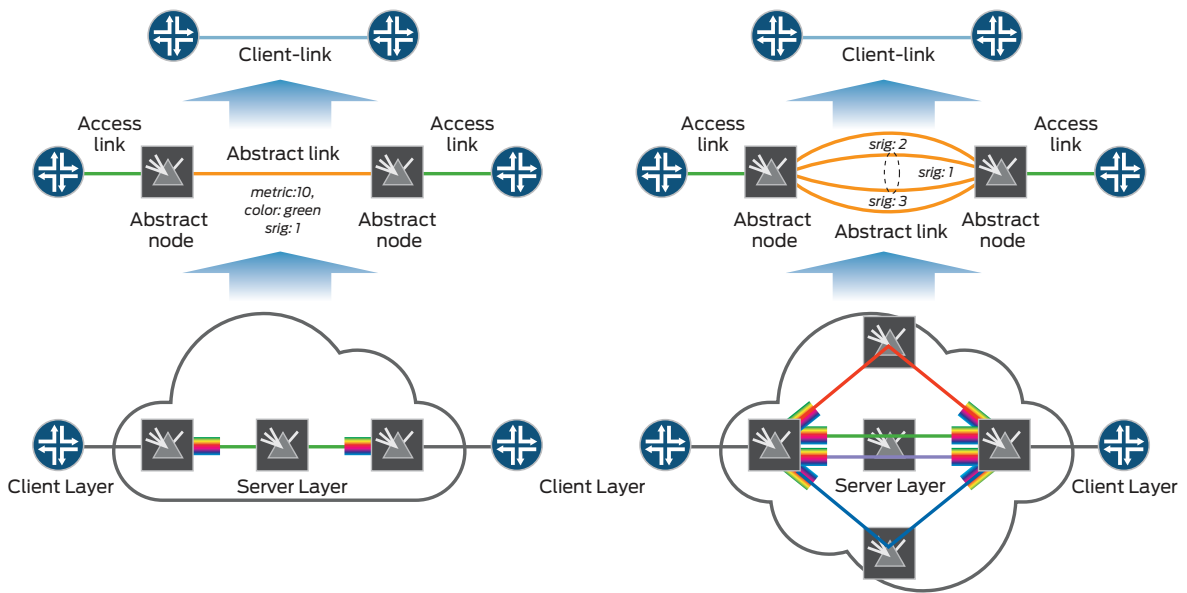 Client-link
Access
link
Abstract link
Access
link
metric:10,
color: green
srig: 1
Abstract
node
Abstract
node
Client Layer
Server Layer
Client Layer
Client-link
Access
link
srig: 2
srig: 1
srig: 3
Access
link
Abstract
node
Abstract link
Abstract
node
Client Layer
Server Layer
Client Layer